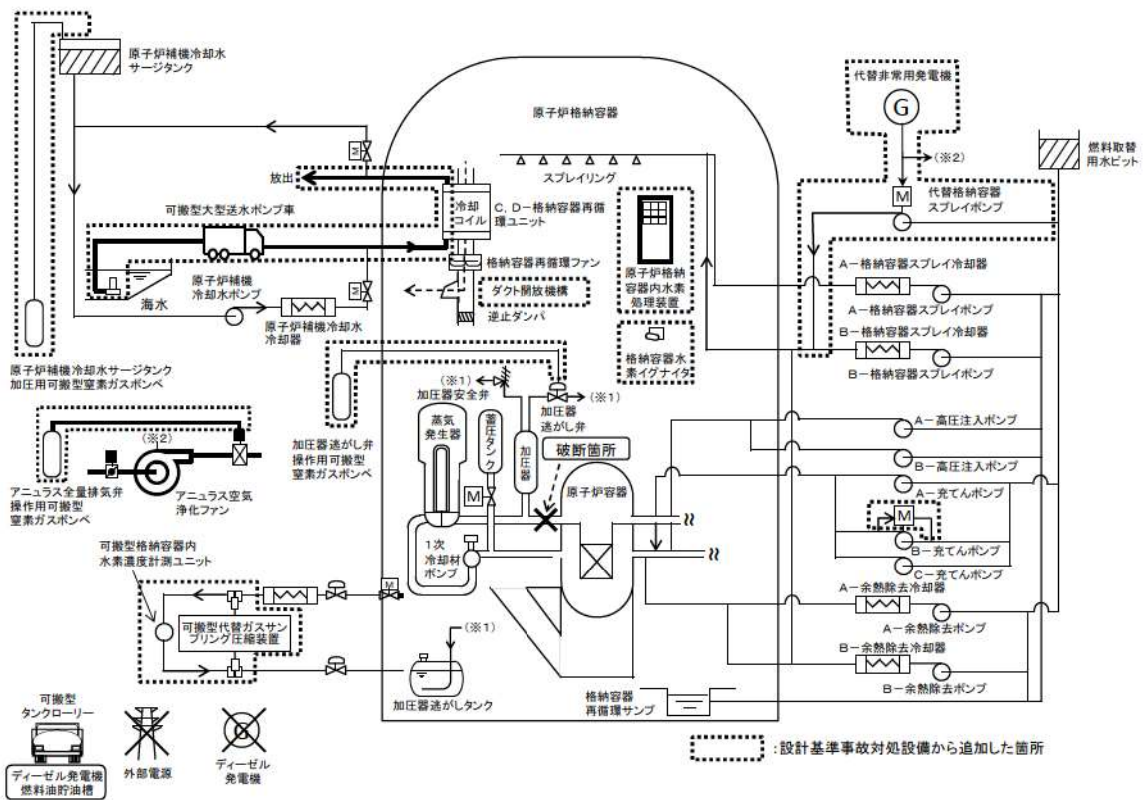 原子炉補機冷却水
サージタンク
代替非常用発電機
G
(※2)
原子炉格納容器
燃料取替
用水ピット
M
放出
スプレイリング
M
代替格納容器
スプレイポンプ
可搬型大型送水ポンプ車
冷却
コイル
C,D-格納容器再循
環ユニット
格納容器再循環ファン
原子炉格納
容器内水素
処理装置
A-格納容器スプレイ冷却器
A-格納容器スプレイポンプ
海水
原子炉補機
冷却水ポンプ
M
ダクト開放機構
逆止ダンパ
原子炉補機冷却水
冷却器
B-格納容器スプレイ冷却器
B-格納容器スプレイポンプ
格納容器水
素イグナイタ
原子炉補機冷却水サージタンク
加圧用可搬型窒素ガスボンベ
(※1)
加圧器安全弁
(※1)
加圧器
逃がし弁
蒸気
発生器
蓄圧タンク
加圧器
破断箇所
加圧器逃がし弁
操作用可搬型
窒素ガスボンベ
A-高圧注入ポンプ
B-高圧注入ポンプ
A-充てんポンプ
M
B-充てんポンプ
C-充てんポンプ
(※2)
アニュラス全量排気弁
操作用可搬型
窒素ガスボンベ
アニュラス空気
浄化ファン
M
原子炉容器
1次
冷却材
ポンプ
可搬型格納容器内
水素濃度計測ユニット
M
A-余熱除去冷却器
A-余熱除去ポンプ
可搬型代替ガスサン
プリング圧縮装置
(※1)
B-余熱除去冷却器
B-余熱除去ポンプ
加圧器逃がしタンク
格納容器
再循環サンプ
可搬型
タンクローリー
ディーゼル発電機
燃料油貯油槽
外部電源
ディーゼル
発電機
:設計基準事故対処設備から追加した箇所